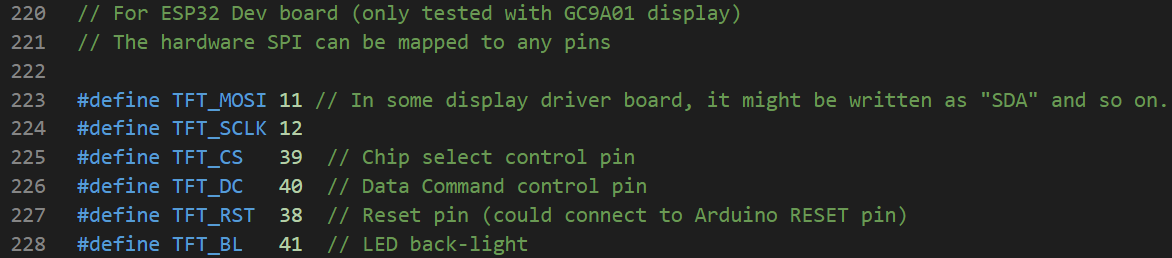 220 // For ESP32 Dev board (only tested with GC9A01 display)
221 // The hardware SPI can be mapped to any pins
222
223 #define TFT_MOSI 11 // In some display driver board, it might be written as "SDA" and so on.
224 #define TFT_SCLK 12
225 #define TFT_CS   39  // Chip select control pin
226 #define TFT_DC   40  // Data Command control pin
227 #define TFT_RST  38  // Reset pin (could connect to Arduino RESET pin)
228 #define TFT_BL   41  // LED back-light